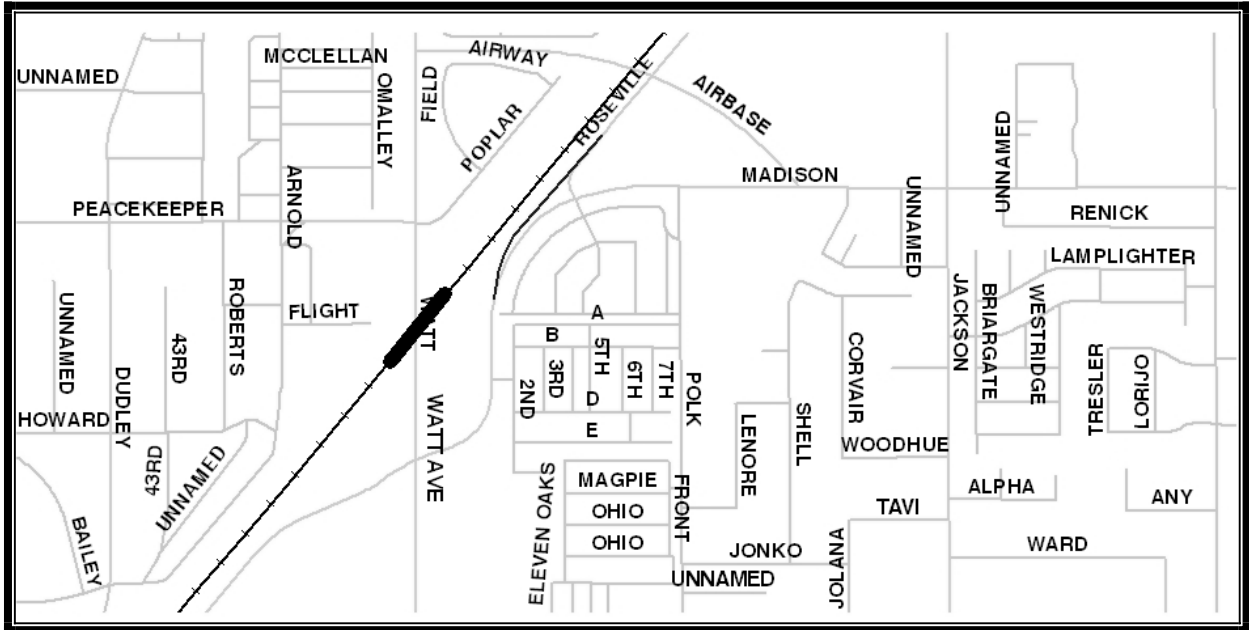 MCCLELLAN
AIRWAY
UNNAMED
OMALLEY
FIELD
ROSEVILLE
AIRBASE
POPLAR
UNNAMED
ARNOLD
MADISON
UNNAMED
PEACEKEEPER
RENICK
LAMPLIGHTER
UNNAMED
ROBERTS
FLIGHT
WATT
A
B
5TH
JACKSON
BRIARGATE
WESTRIDGE
43RD
CORVAIR
TRESLER
LORIJO
DUDLEY
2ND
3RD
D
6TH
7TH
POLK
WATT AVE
HOWARD
E
LENORE
SHELL
WOODHUE
43RD
UNNAMED
ELEVEN OAKS
MAGPIE
FRONT
ALPHA
ANY
OHIO
TAVI
BAILEY
OHIO
JONKO
JOLANA
WARD
UNNAMED